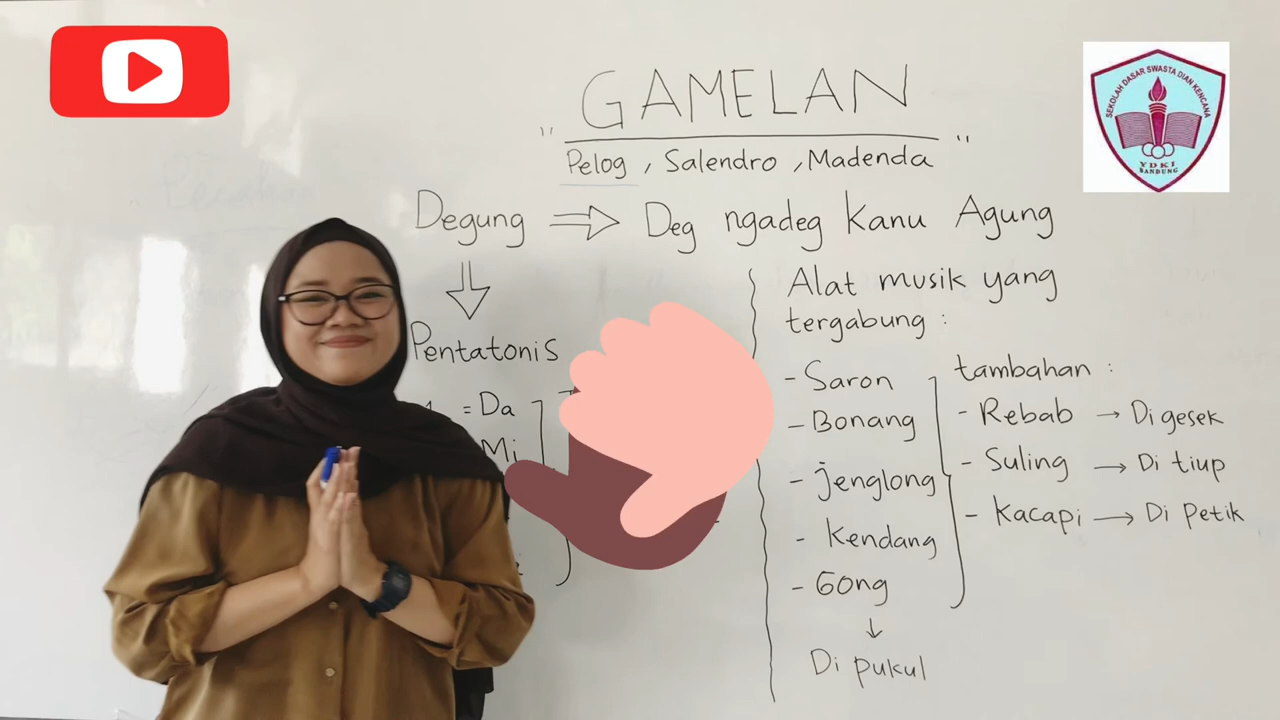 GAMELAN
" Pelog , Salendro , Madenda "
Degung ⇒ Deg ngadeg Kanu Agung
Pentatonis
= Da
Mi
Alat musik yang
tergabung :
- Saron
- Bonang
- jenglong
- Kendang
- Gong
↓
Di pukul
tambahan :
- Rebab → Di gesek
- Suling → Di tiup
- Kacapi → Di Petik
SEKOLAH DASAR SWASTA DIAN KENCANA
YDKI
BANDUNG